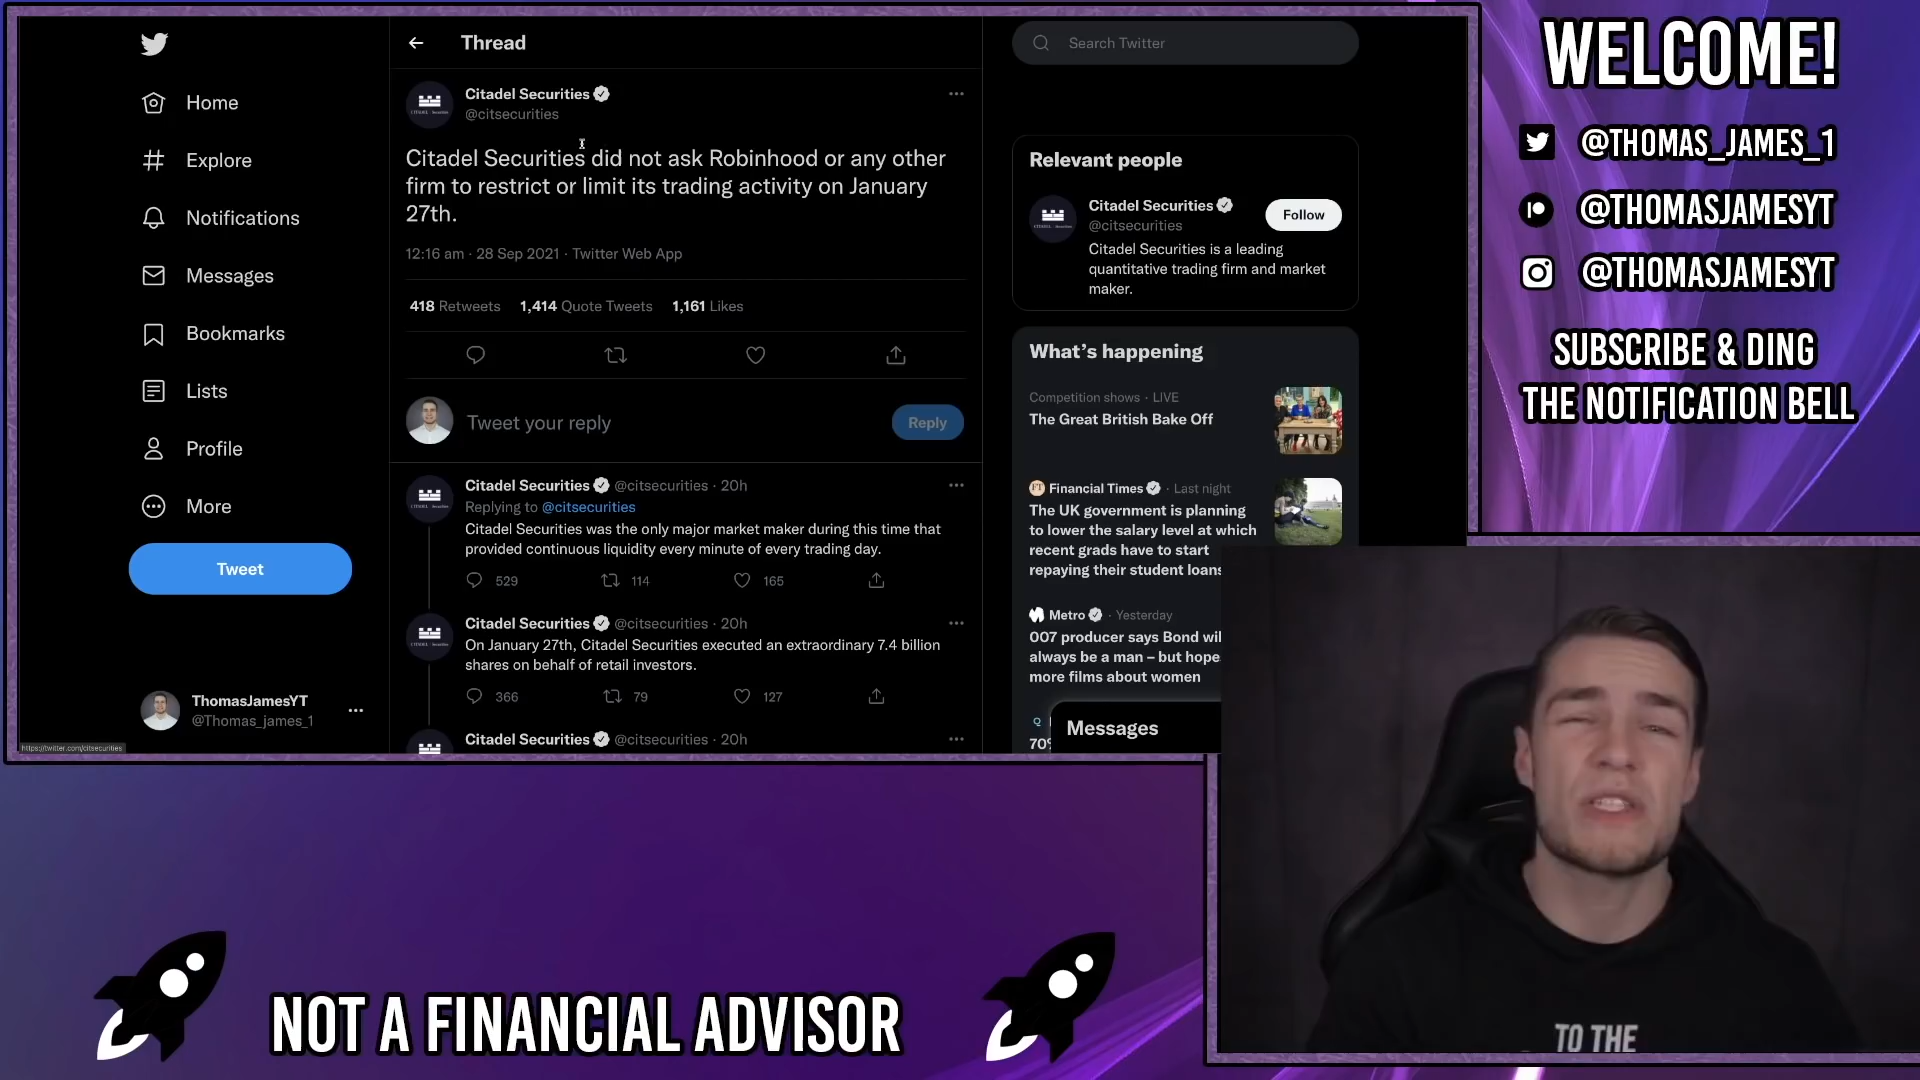 Thread
Search Twitter
Home
Explore
Notifications
Messages
Bookmarks
Lists
Profile
More
Tweet
ThomasJamesYT
@Thomas_james_1
https://twitter.com/citsecurities
Citadel Securities
@citsecurities
Citadel Securities did not ask Robinhood or any other
firm to restrict or limit its trading activity on January
27th.
12:16 am · 28 Sep 2021 · Twitter Web App
418 Retweets 1,414 Quote Tweets 1,161 Likes
Tweet your reply
Reply
Citadel Securities @citsecurities · 20h
Replying to @citsecurities
Citadel Securities was the only major market maker during this time that
provided continuous liquidity every minute of every trading day.
529 114 165
Citadel Securities @citsecurities · 20h
On January 27th, Citadel Securities executed an extraordinary 7.4 billion
shares on behalf of retail investors.
366 79 127
Citadel Securities @citsecurities · 20h
Relevant people
Citadel Securities
@citsecurities
Follow
Citadel Securities is a leading
quantitative trading firm and market
maker.
What's happening
Competition shows · LIVE
The Great British Bake Off
Financial Times · Last night
The UK government is planning
to lower the salary level at which
recent grads have to start
repaying their student loans
Metro · Yesterday
007 producer says Bond wil
always be a man – but hope
more films about women
70
Messages
WELCOME!
@THOMAS_JAMES_1
@THOMASJAMESYT
@THOMASJAMESYT
SUBSCRIBE & DING
THE NOTIFICATION BELL
NOT A FINANCIAL ADVISOR
TO THE